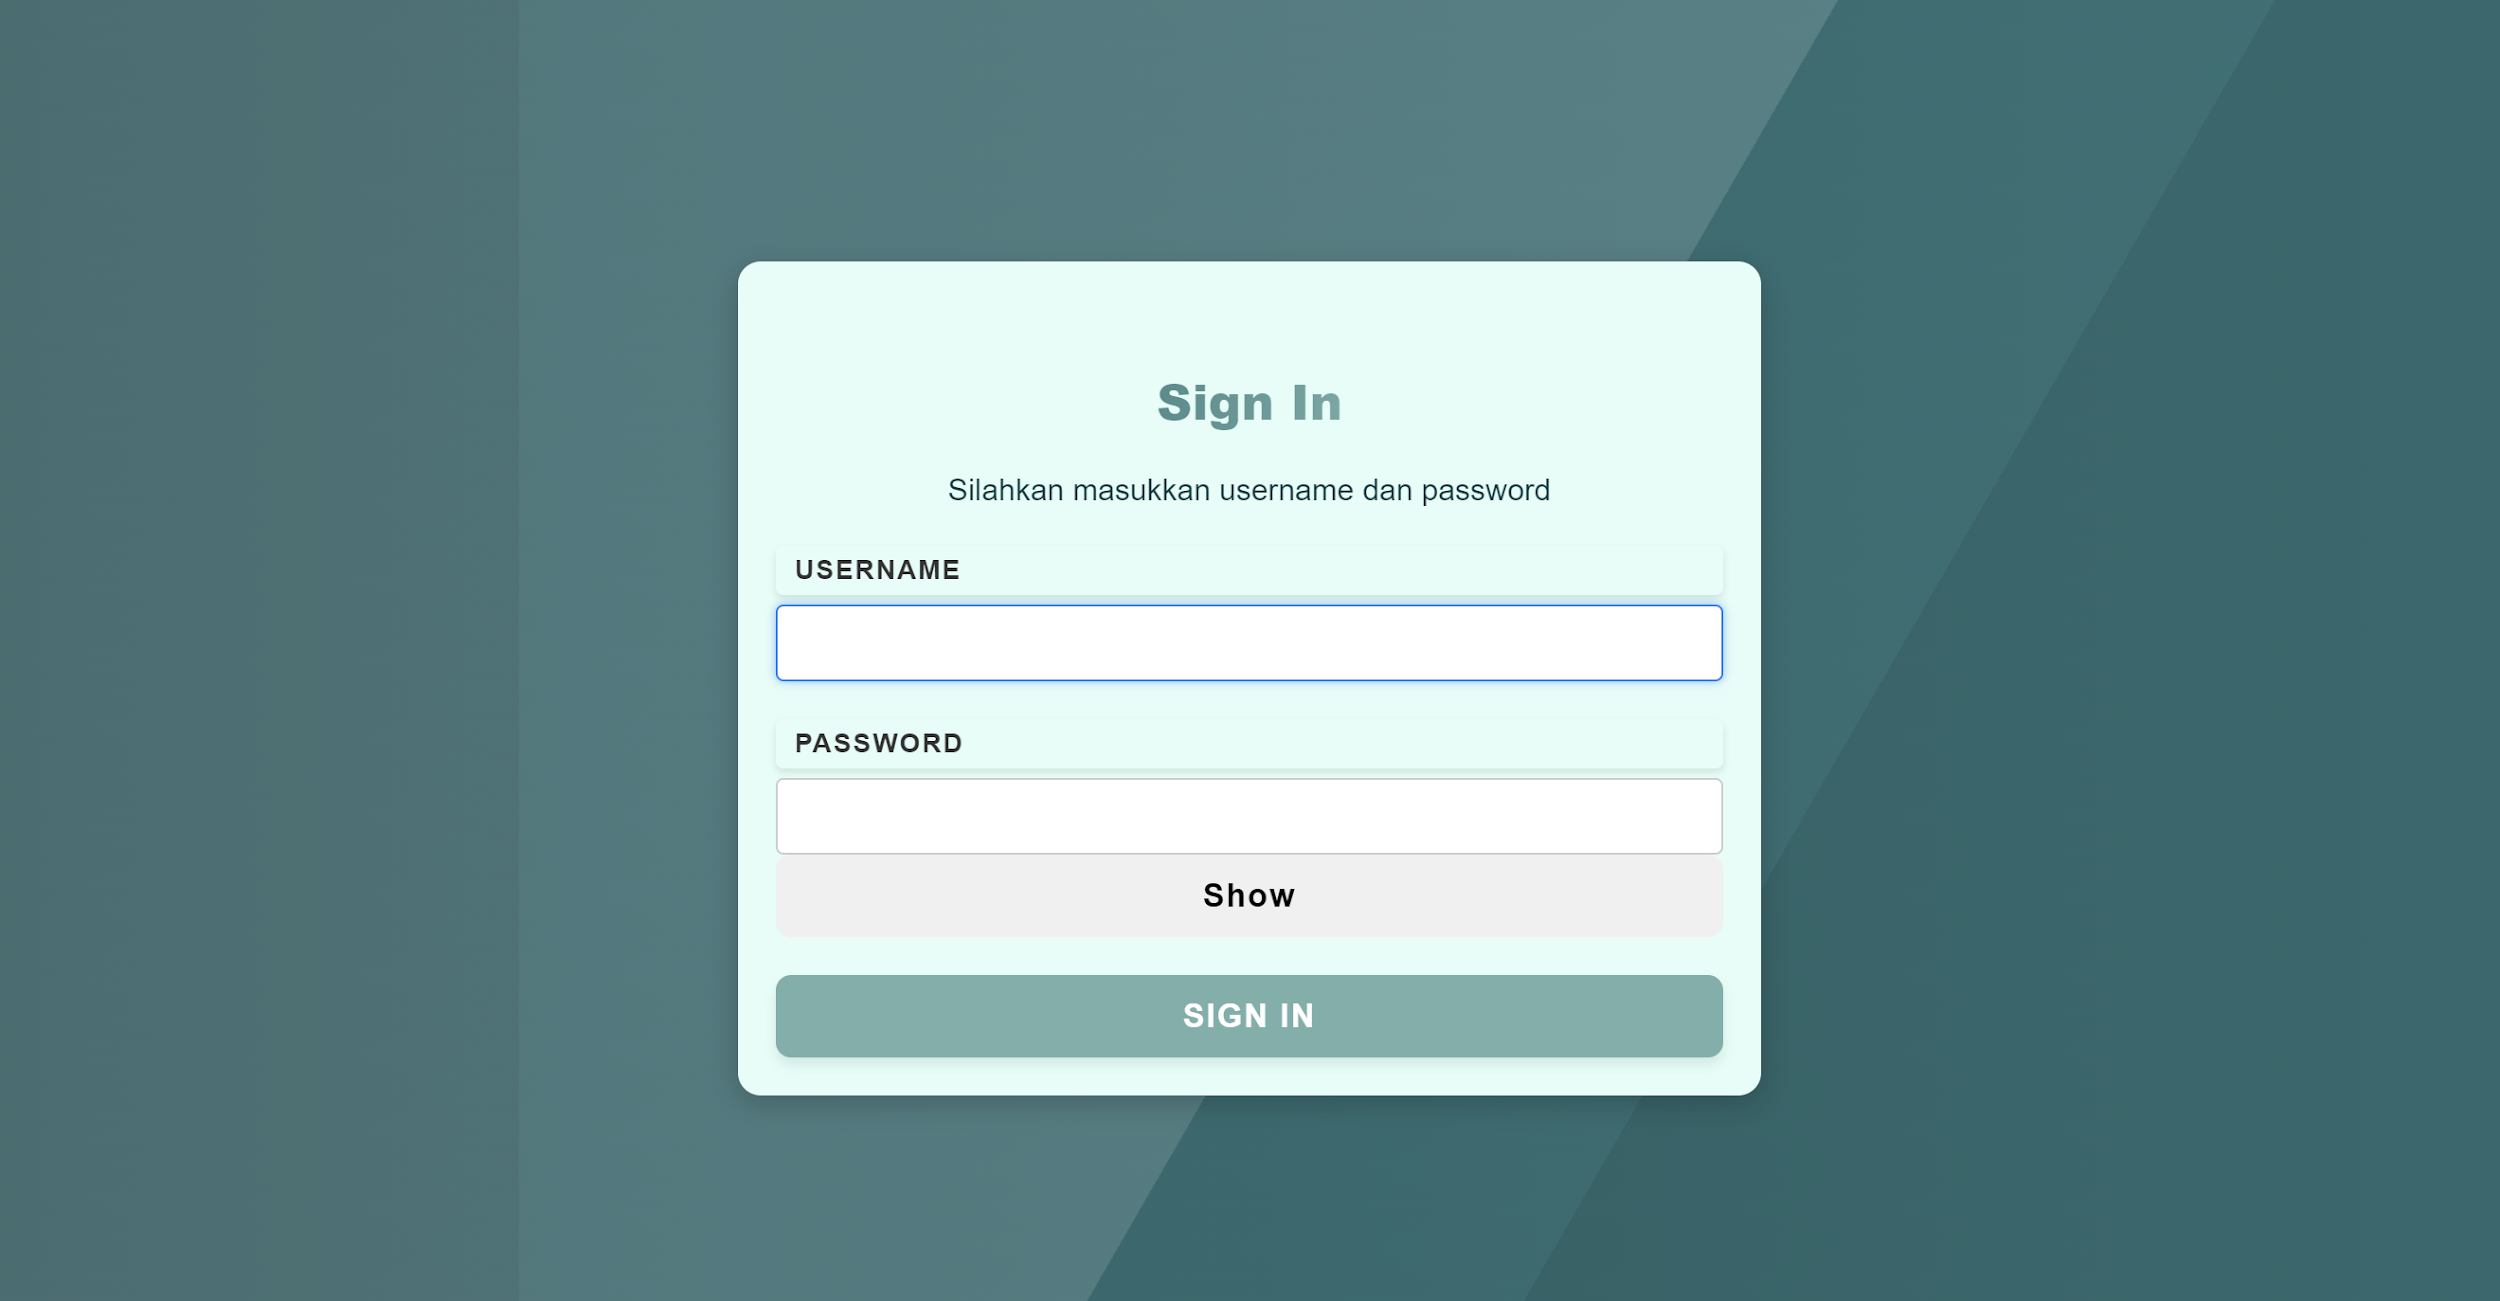 Sign In
Silahkan masukkan username dan password
USERNAME
PASSWORD
Show
SIGN IN